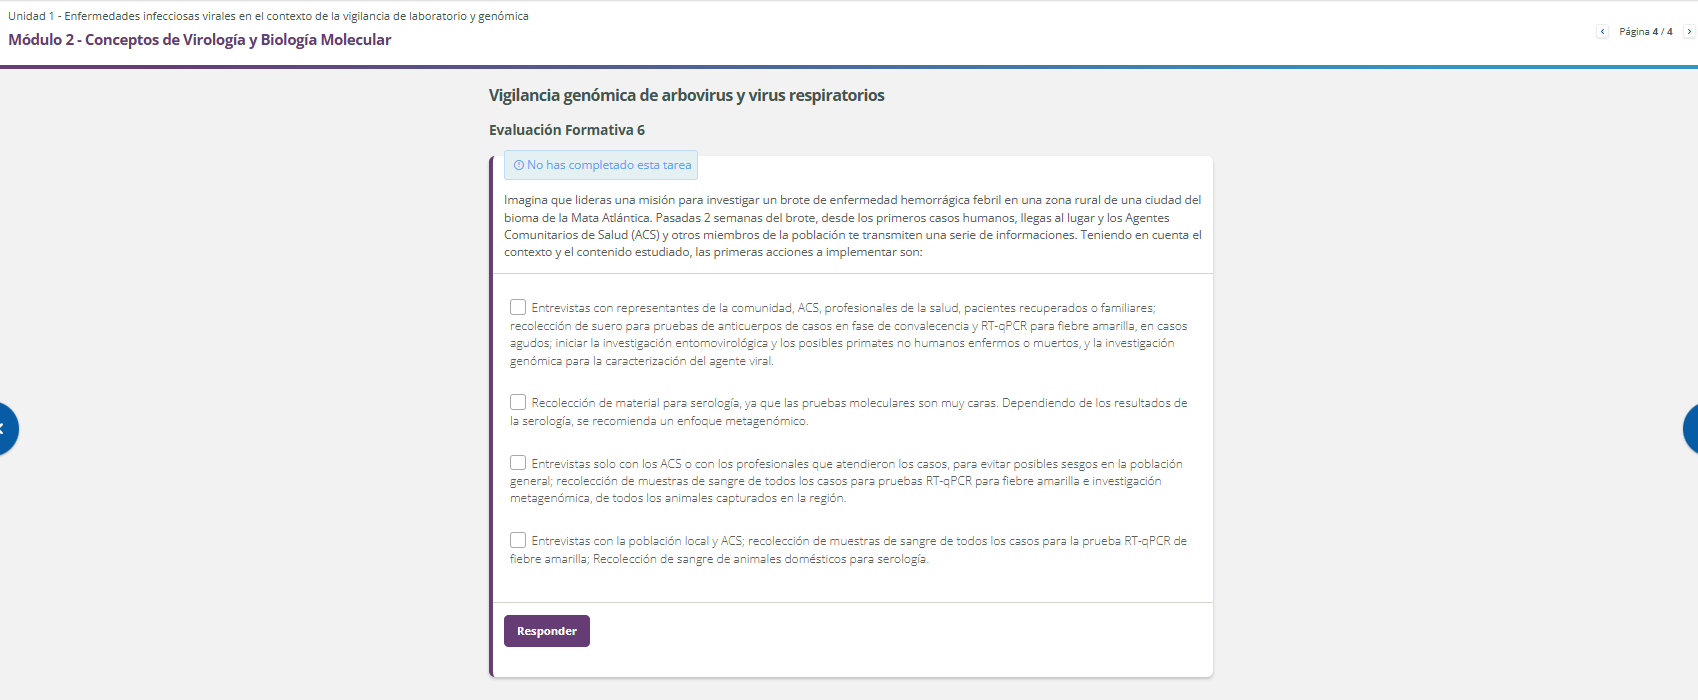 Unidad 1 - Enfermedades infecciosas virales en el contexto de la vigilancia de laboratorio y genómica
Módulo 2 - Conceptos de Virología y Biología Molecular
Página 4 / 4
Vigilancia genómica de arbovirus y virus respiratorios
Evaluación Formativa 6
No has completado esta tarea
Imagina que lideras una misión para investigar un brote de enfermedad hemorrágica febril en una zona rural de una ciudad del
bioma de la Mata Atlántica. Pasadas 2 semanas del brote, desde los primeros casos humanos, llegas al lugar y los Agentes
Comunitarios de Salud (ACS) y otros miembros de la población te transmiten una serie de informaciones. Teniendo en cuenta el
contexto y el contenido estudiado, las primeras acciones a implementar son:
Entrevistas con representantes de la comunidad, ACS, profesionales de la salud, pacientes recuperados o familiares;
recolección de suero para pruebas de anticuerpos de casos en fase de convalecencia y RT-qPCR para fiebre amarilla, en casos
agudos; iniciar la investigación entomovirológica y los posibles primates no humanos enfermos o muertos, y la investigación
genómica para la caracterización del agente viral.
Recolección de material para serología, ya que las pruebas moleculares son muy caras. Dependiendo de los resultados de
la serología, se recomienda un enfoque metagenómico.
Entrevistas solo con los ACS o con los profesionales que atendieron los casos, para evitar posibles sesgos en la población
general; recolección de muestras de sangre de todos los casos para pruebas RT-qPCR para fiebre amarilla e investigación
metagenómica, de todos los animales capturados en la región.
Entrevistas con la población local y ACS; recolección de muestras de sangre de todos los casos para la prueba RT-qPCR de
fiebre amarilla; Recolección de sangre de animales domésticos para serología.
Responder